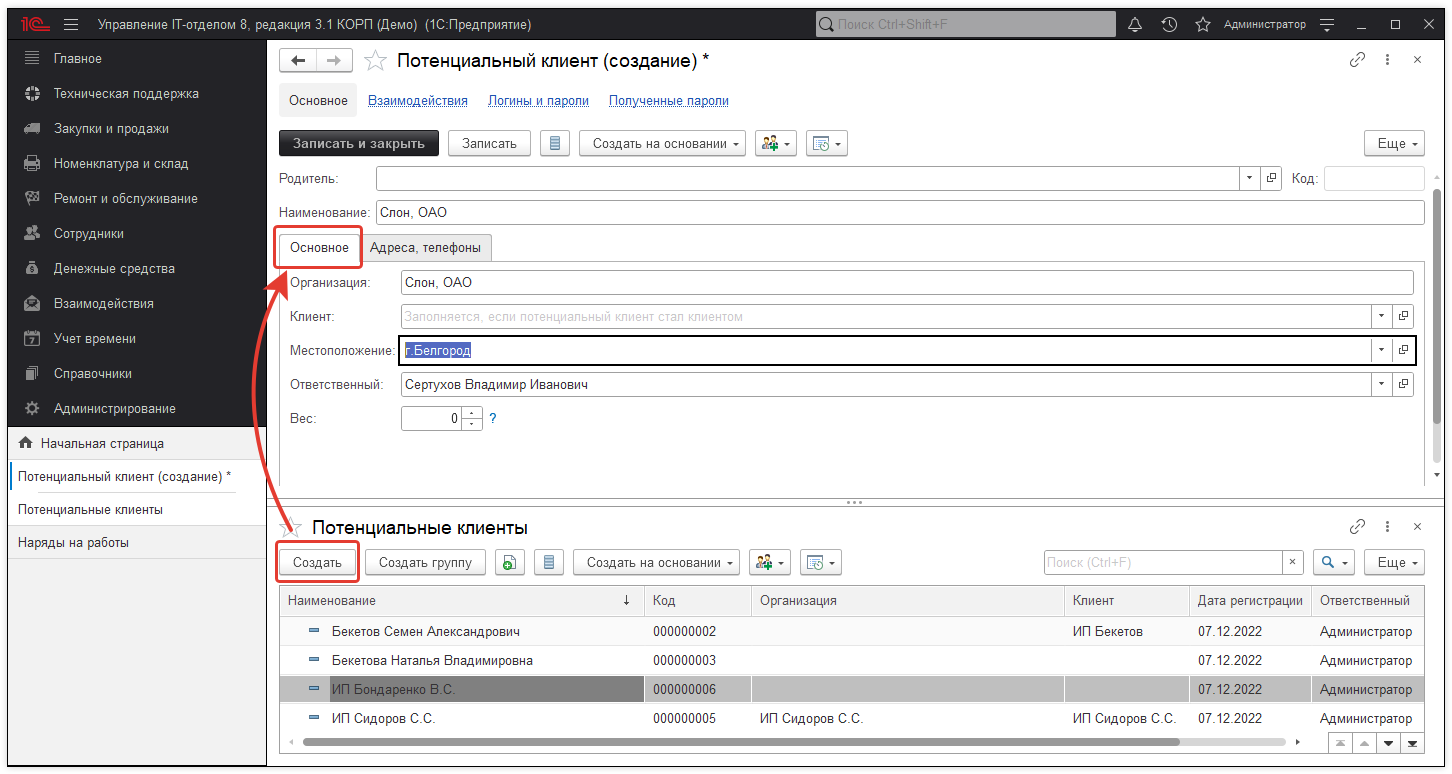 1С Управление IT-отделом 8, редакция 3.1 КОРП (Демо) (1С:Предприятие) Поиск Ctrl+Shift+F Администратор
Главное
Техническая поддержка
Закупки и продажи
Номенклатура и склад
Ремонт и обслуживание
Сотрудники
Денежные средства
Взаимодействия
Учет времени
Справочники
Администрирование
Начальная страница
Потенциальный клиент (создание) *
Потенциальные клиенты
Наряды на работы
Потенциальный клиент (создание) *
Основное Взаимодействия Логины и пароли Полученные пароли
Записать и закрыть Записать Создать на основании Еще
Родитель: Код:
Наименование: Слон, ОАО
Основное Адреса, телефоны
Организация: Слон, ОАО
Клиент: Заполняется, если потенциальный клиент стал клиентом
Местоположение: г.Белгород
Ответственный: Сертухов Владимир Иванович
Вес: 0 ?
Потенциальные клиенты
Создать Создать группу Создать на основании Поиск (Ctrl+F) × Еще
Наименование ↓ Код Организация Клиент Дата регистрации Ответственный
Бекетов Семен Александрович 000000002 ИП Бекетов 07.12.2022 Администратор
Бекетова Наталья Владимировна 000000003 07.12.2022 Администратор
ИП Бондаренко В.С. 000000006 07.12.2022 Администратор
ИП Сидоров С.С. 000000005 ИП Сидоров С.С. ИП Сидоров С.С. 07.12.2022 Администратор